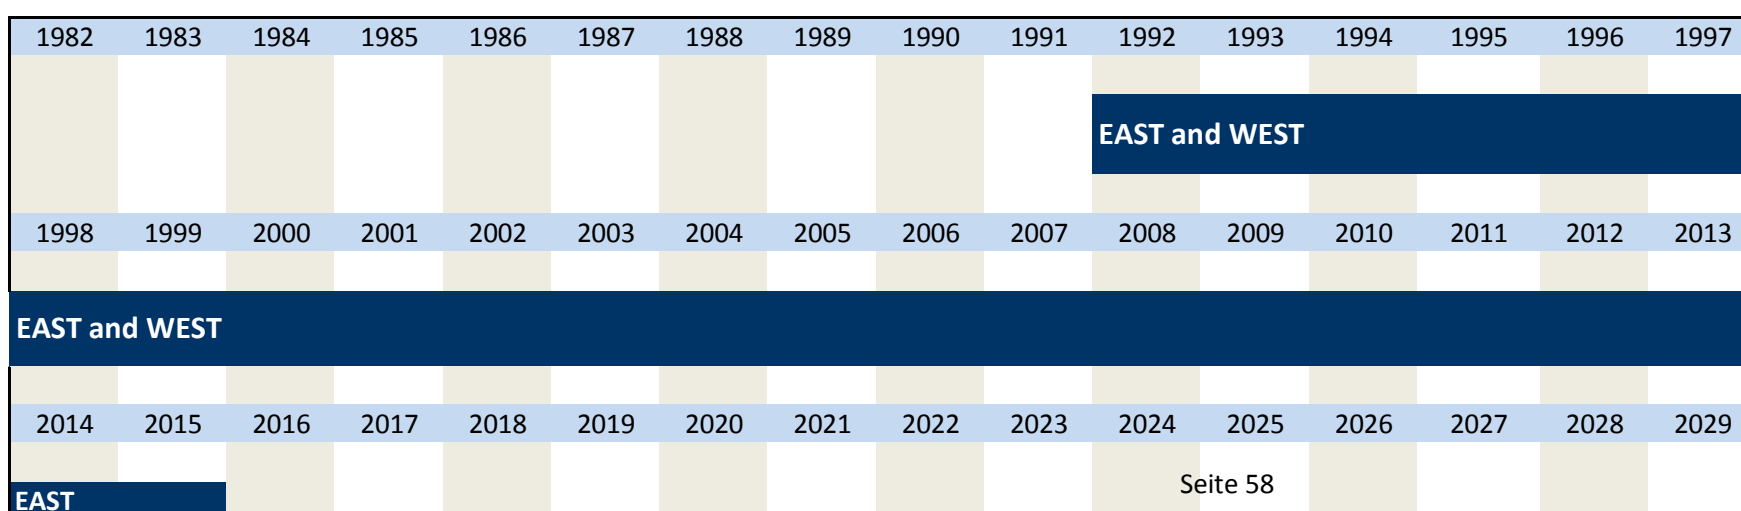 1982 1983 1984 1985 1986 1987 1988 1989 1990 1991 1992 1993 1994 1995 1996 1997
EAST and WEST
1998 1999 2000 2001 2002 2003 2004 2005 2006 2007 2008 2009 2010 2011 2012 2013
EAST and WEST
2014 2015 2016 2017 2018 2019 2020 2021 2022 2023 2024 2025 2026 2027 2028 2029
Seite 58
EAST